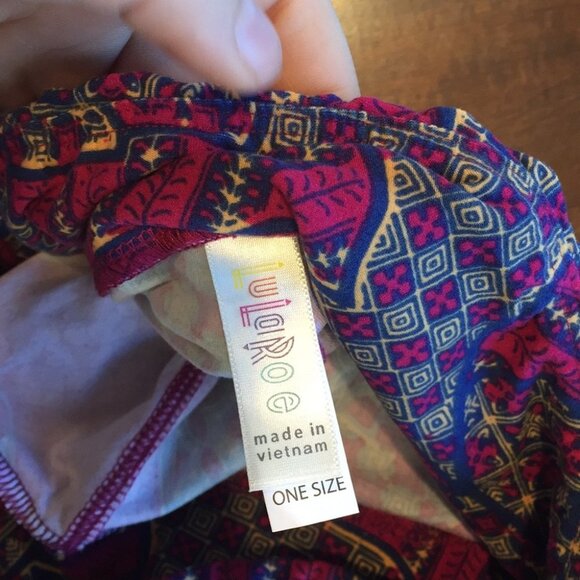 LuLaRoe
made in
vietnam
ONE SIZE